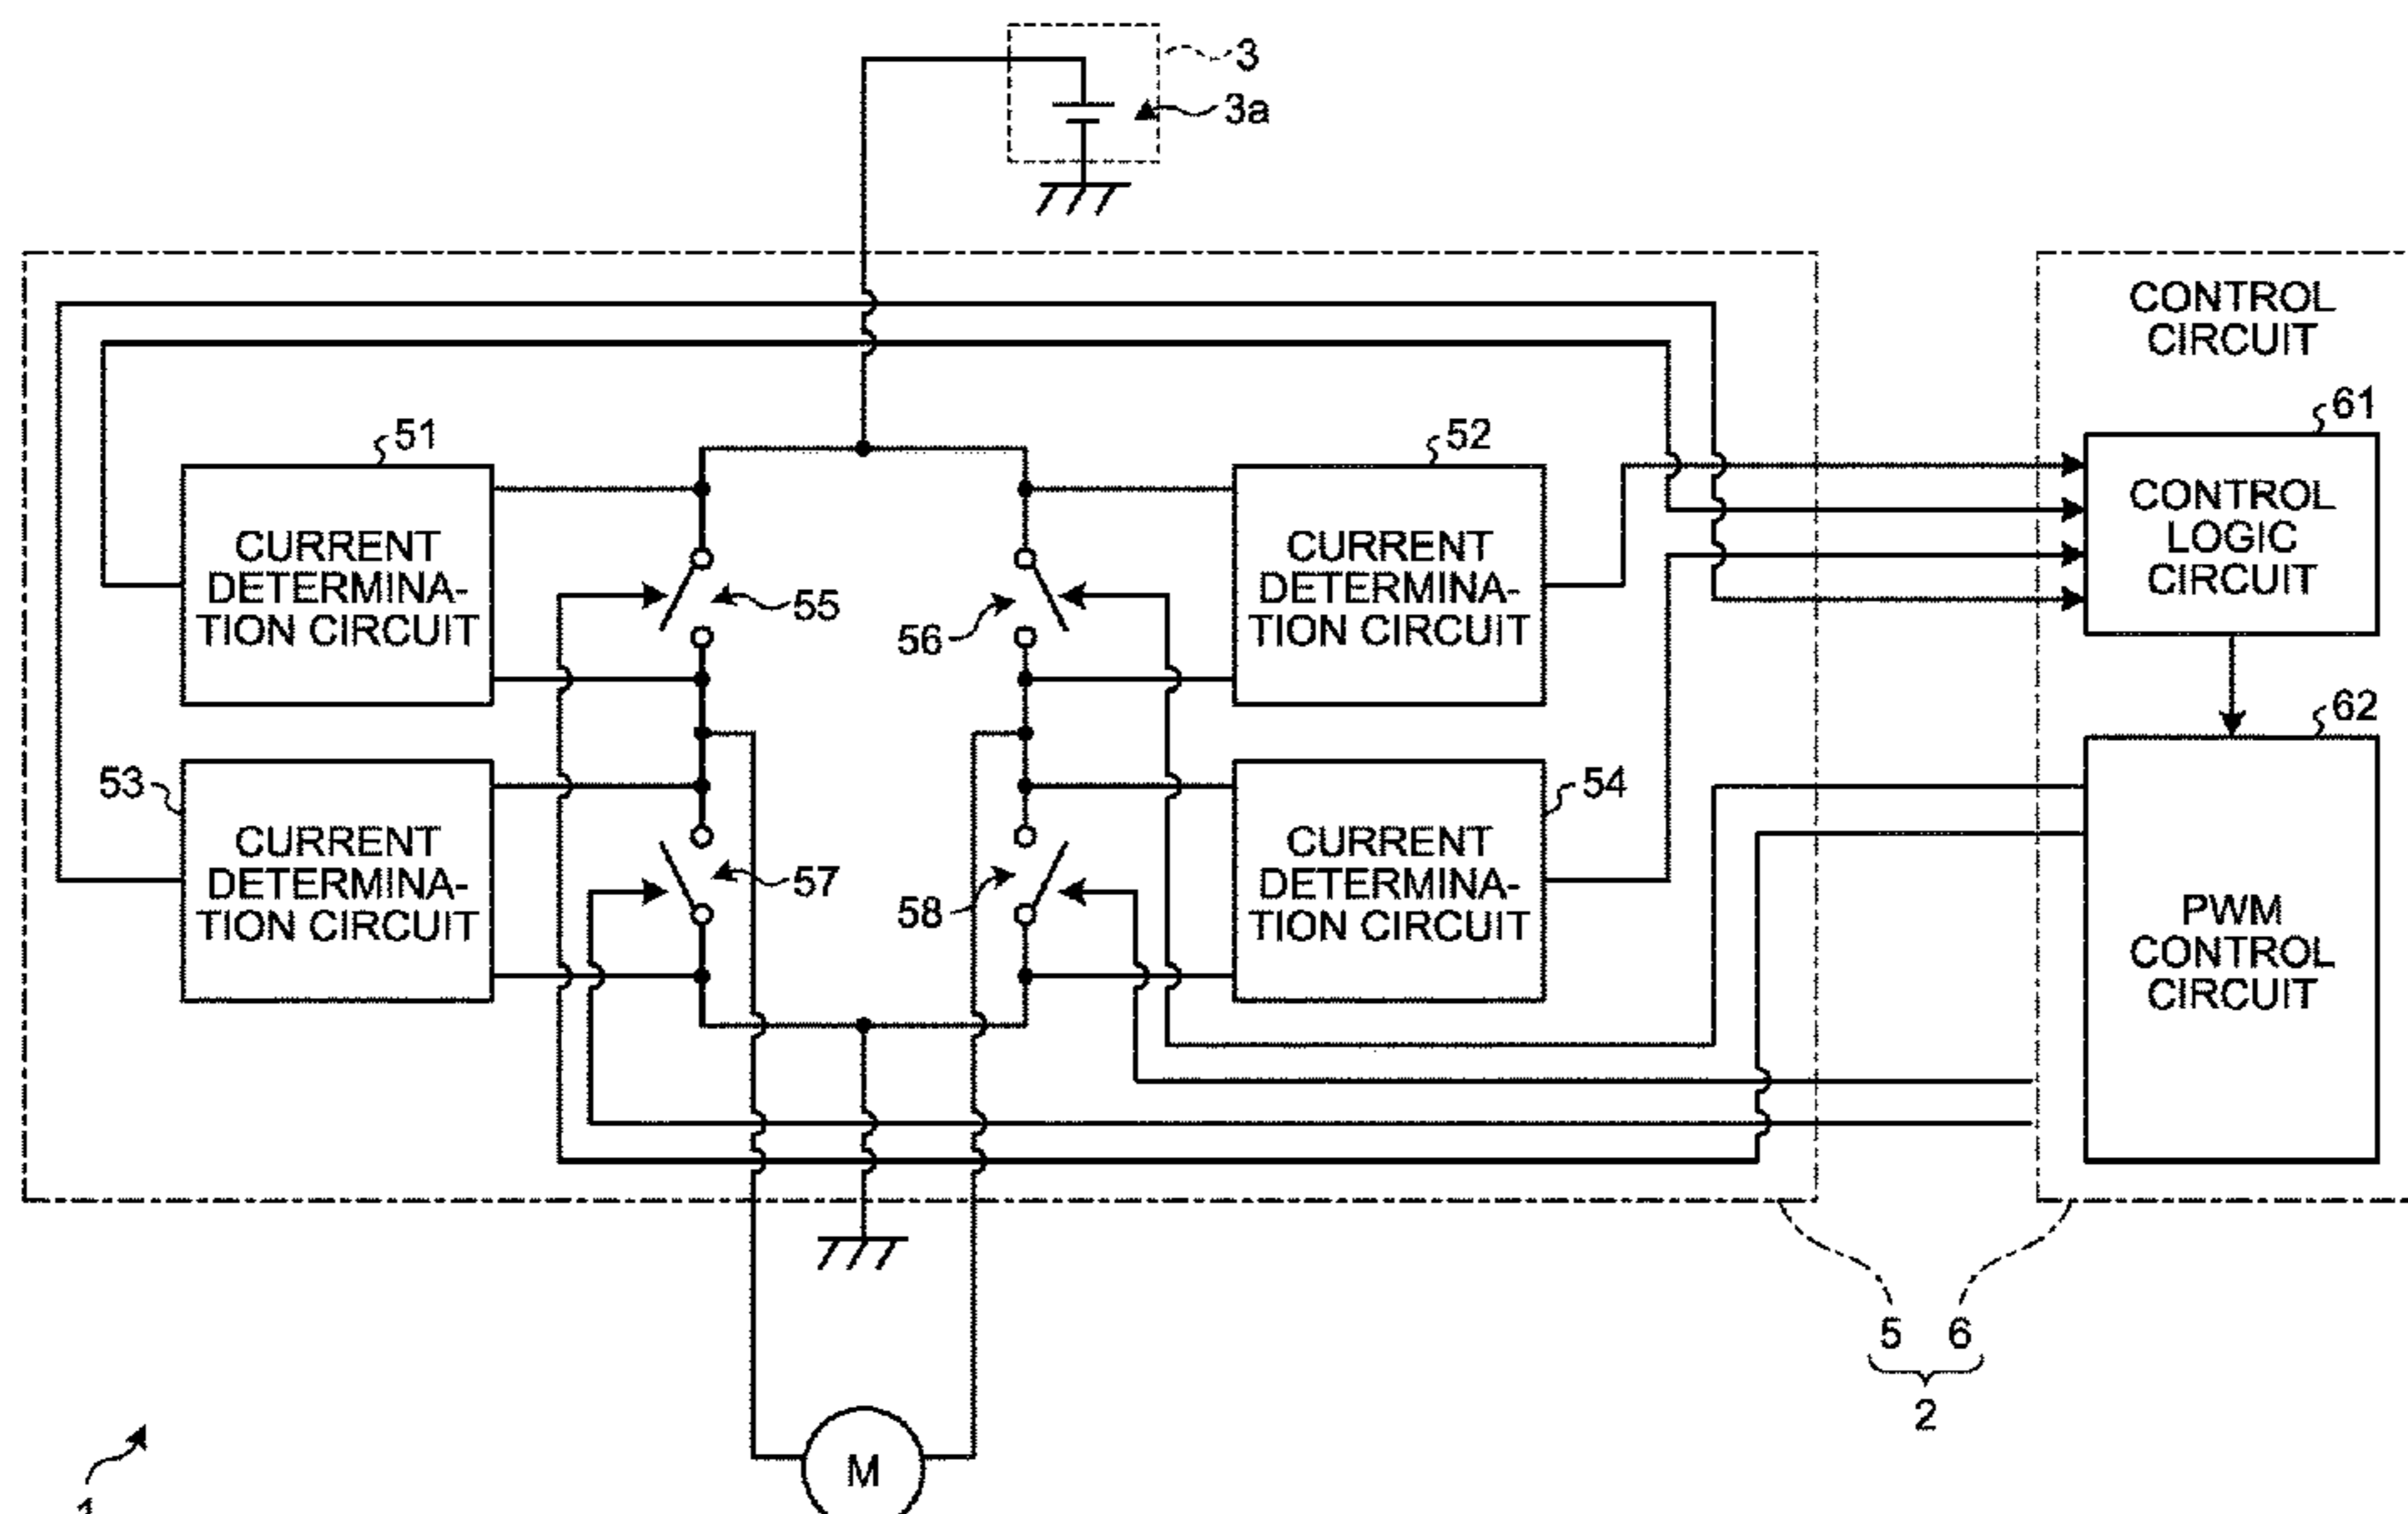 3
3a
CONTROL
CIRCUIT
51
52
61
CURRENT
DETERMINA-
TION CIRCUIT
55
56
CURRENT
DETERMINA-
TION CIRCUIT
CONTROL
LOGIC
CIRCUIT
62
53
CURRENT
DETERMINA-
TION CIRCUIT
57
58
54
CURRENT
DETERMINA-
TION CIRCUIT
PWM
CONTROL
CIRCUIT
5 6
2
M
1